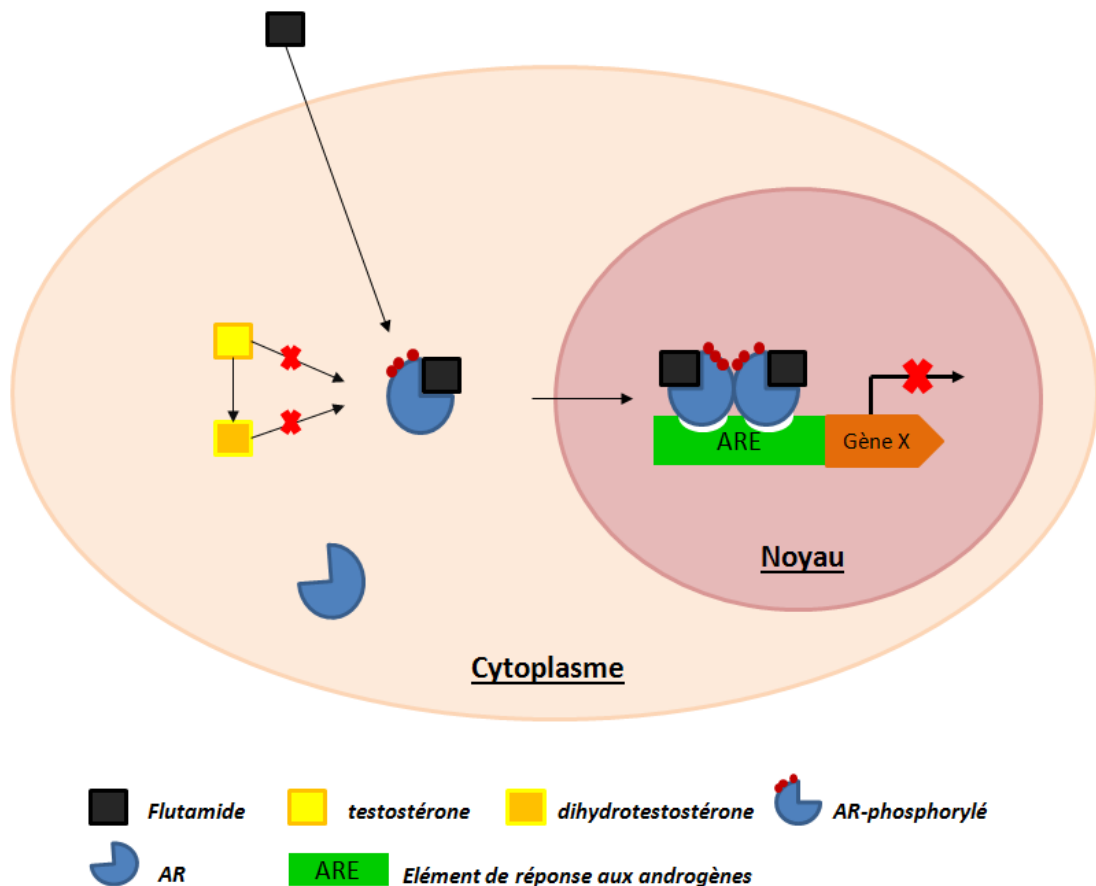 ARE
Gène X
Noyau
Cytoplasme
Flutamide
testostérone
dihydrotestostérone
AR-phosphorylé
AR
ARE
Elément de réponse aux androgènes